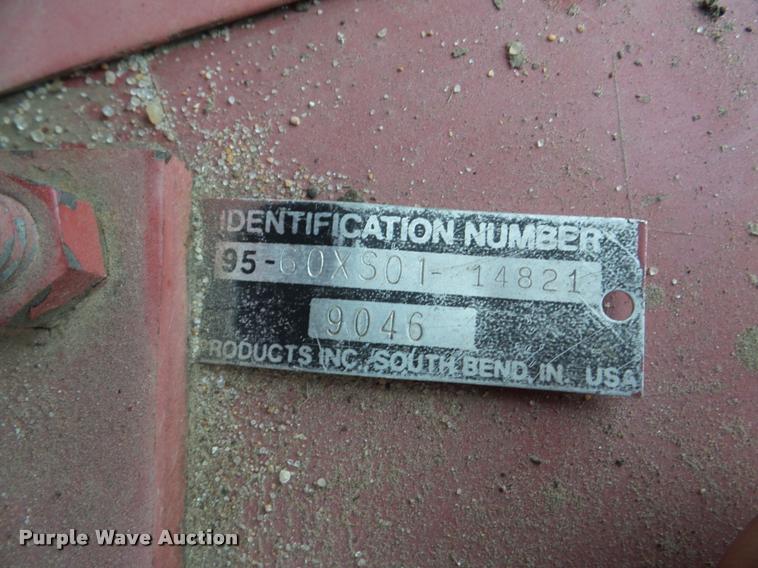 IDENTIFICATION NUMBER
95-60XS01-14821
9046
PRODUCTS INC. SOUTH BEND, IN. USA
Purple Wave Auction